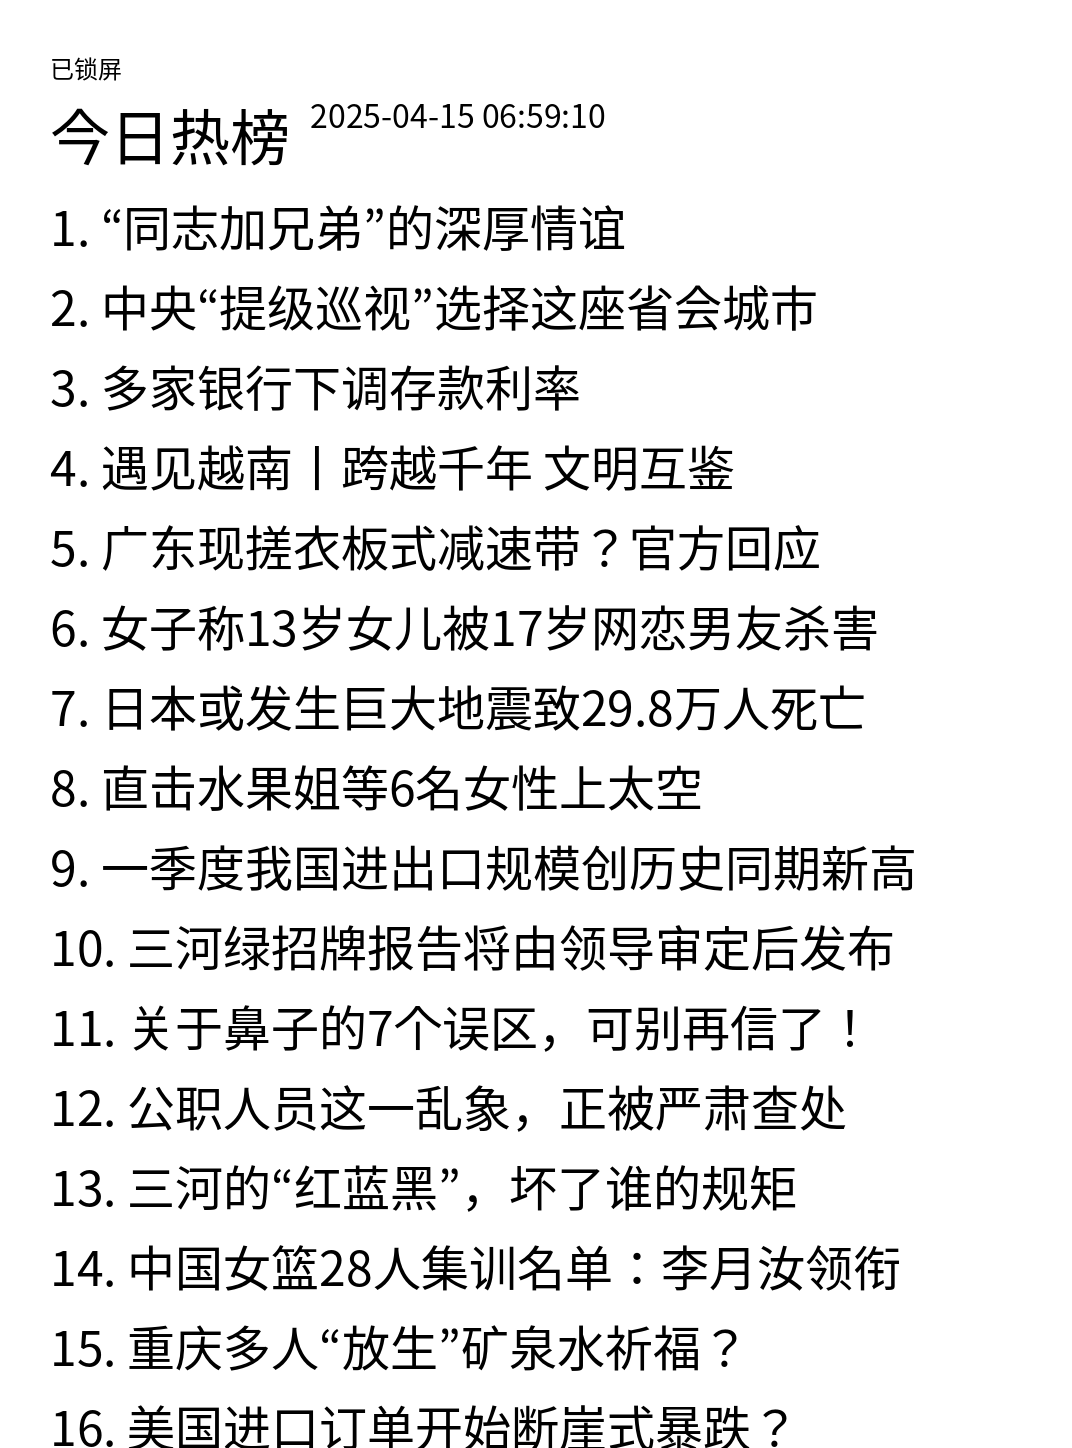 已锁屏
今日热榜 2025-04-15 06:59:10
1. “同志加兄弟”的深厚情谊
2. 中央“提级巡视”选择这座省会城市
3. 多家银行下调存款利率
4. 遇见越南丨跨越千年 文明互鉴
5. 广东现搓衣板式减速带？官方回应
6. 女子称13岁女儿被17岁网恋男友杀害
7. 日本或发生巨大地震致29.8万人死亡
8. 直击水果姐等6名女性上太空
9. 一季度我国进出口规模创历史同期新高
10. 三河绿招牌报告将由领导审定后发布
11. 关于鼻子的7个误区，可别再信了！
12. 公职人员这一乱象，正被严肃查处
13. 三河的“红蓝黑”，坏了谁的规矩
14. 中国女篮28人集训名单：李月汝领衔
15. 重庆多人“放生”矿泉水祈福？
16. 美国进口订单开始断崖式暴跌？